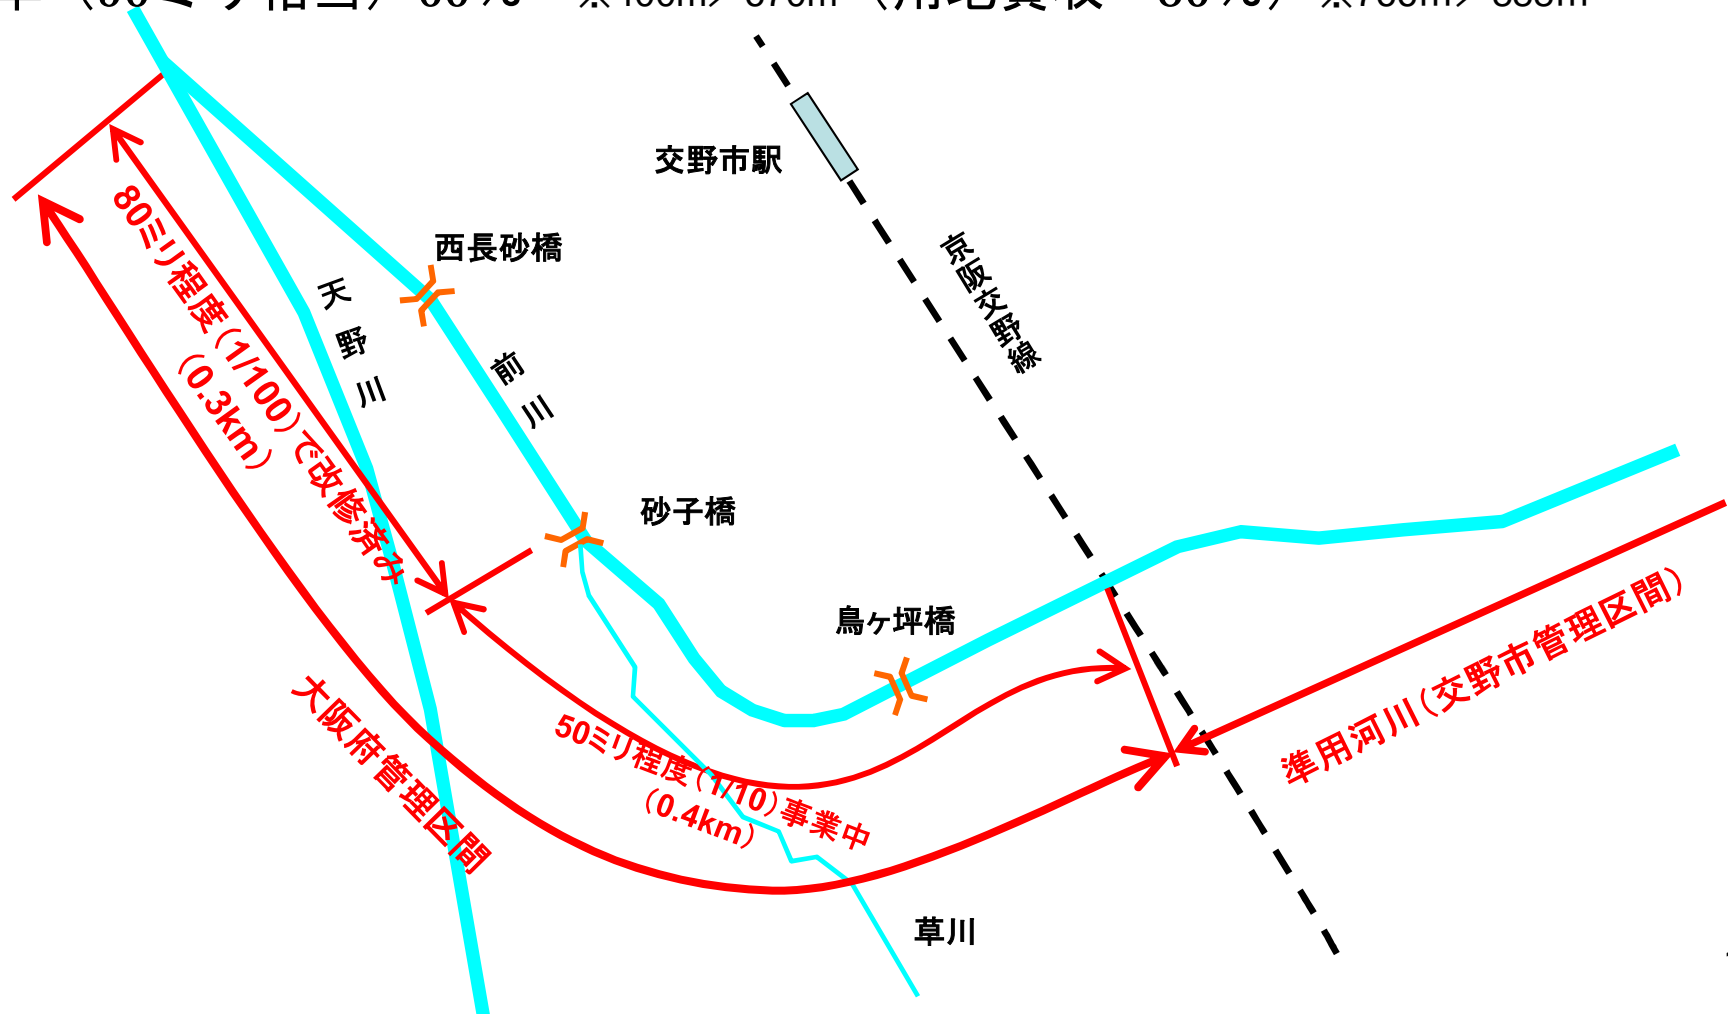 交野市駅
西長砂橋
京阪交野線
天野川
前川
80ミリ程度(1/100)で改修済み
(0.3km)
砂子橋
鳥ヶ坪橋
準用河川(交野市管理区間)
大阪府管理区間
50ミリ程度(1/10)事業中
(0.4km)
草川